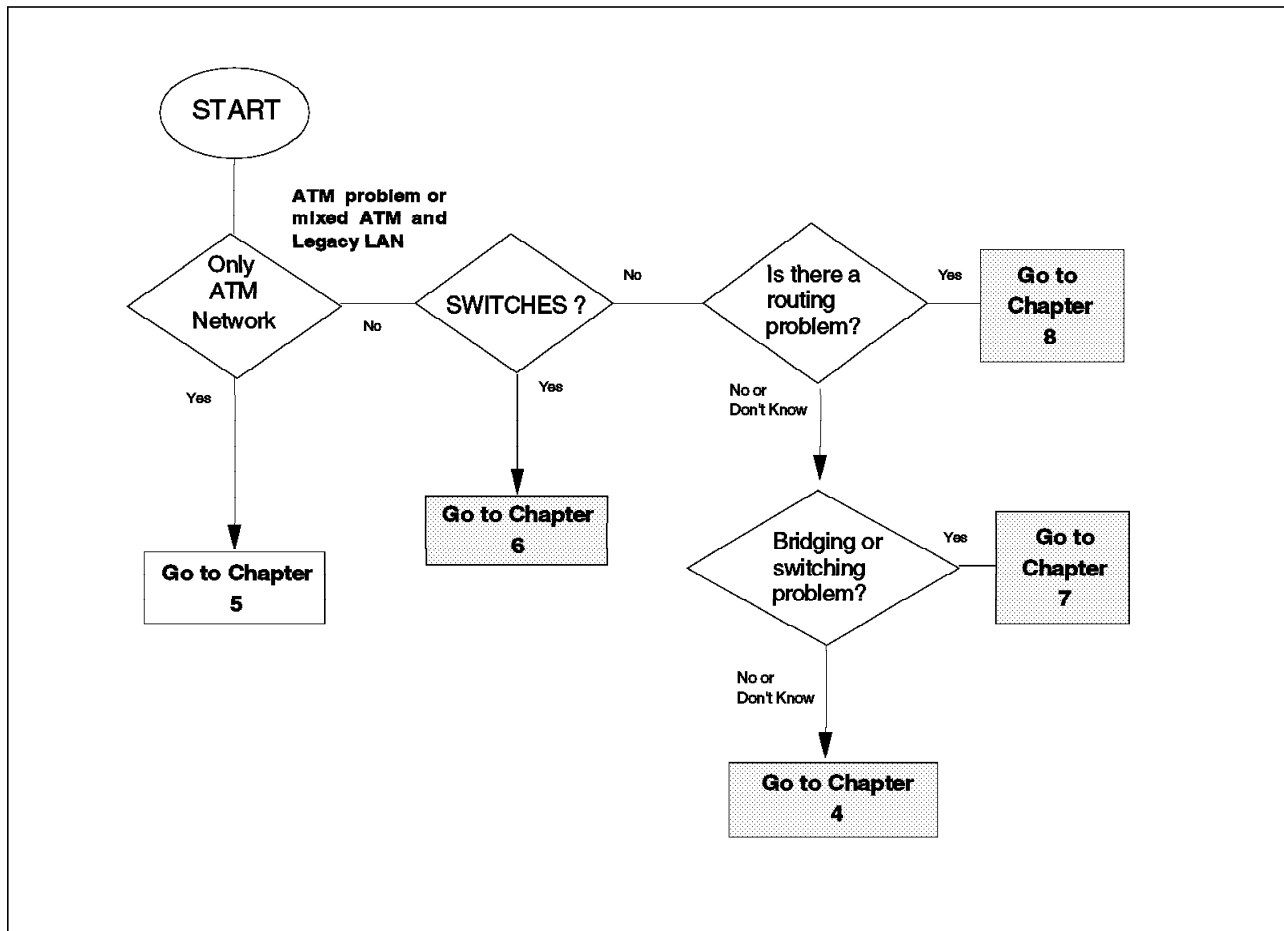 START
ATM problem or
mixed ATM and
Legacy LAN
Only
ATM
Network
No
Yes
SWITCHES ?
No
Yes
Is there a
routing
problem?
Yes
Go to
Chapter
8
No or
Don't Know
Go to Chapter
5
Go to Chapter
6
Bridging or
switching
problem?
Yes
Go to
Chapter
7
No or
Don't Know
Go to Chapter
4